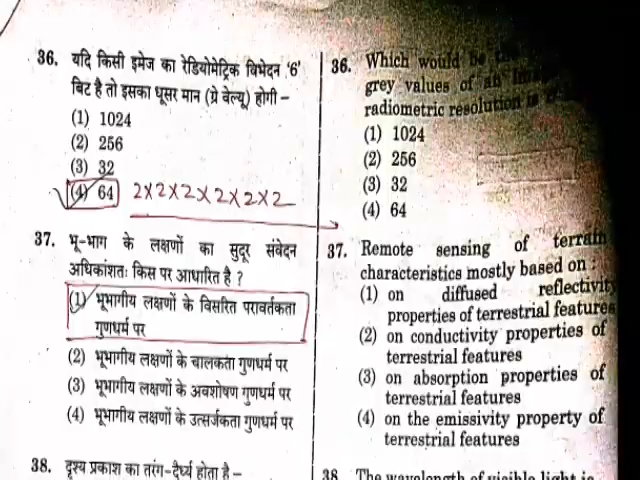 36. यदि किसी इमेज का रेडियोमेट्रिक विभेदन ‘6’
बिट है तो इसका धूसर मान (ग्रे वेल्यू) होगी –
(1) 1024
(2) 256
(3) 32
(4) 64 2×2×2×2×2×2
37. भू-भाग के लक्षणों का सुदूर संवेदन
अधिकांशतः किस पर आधारित है ?
(1) भूभागीय लक्षणों के विसरित परावर्तकता
गुणधर्म पर
(2) भूभागीय लक्षणों के चालकता गुणधर्म पर
(3) भूभागीय लक्षणों के अवशोषण गुणधर्म पर
(4) भूभागीय लक्षणों के उत्सर्जकता गुणधर्म पर
38. दृश्य प्रकाश का तरंग-दैर्ध्य होता है –
36. Which would be
grey values of an
radiometric resolution is
(1) 1024
(2) 256
(3) 32
(4) 64
37. Remote sensing of terrain
characteristics mostly based on :
(1) on diffused reflectivity
properties of terrestrial features
(2) on conductivity properties of
terrestrial features
(3) on absorption properties of
terrestrial features
(4) on the emissivity property of
terrestrial features
38 The wavelength of visible light is